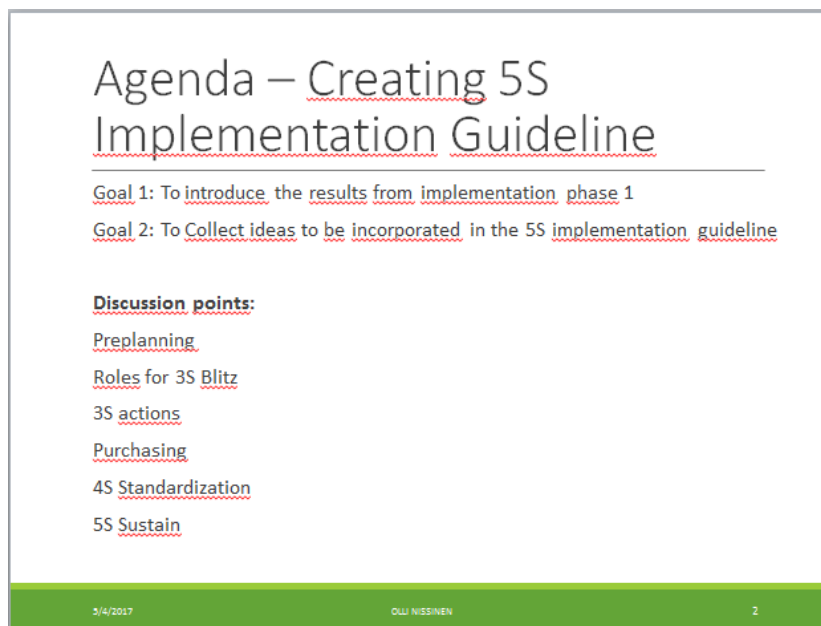 Agenda – Creating 5S
Implementation Guideline
Goal 1: To introduce the results from implementation phase 1
Goal 2: To Collect ideas to be incorporated in the 5S implementation guideline
Discussion points:
Preplanning
Roles for 3S Blitz
3S actions
Purchasing
4S Standardization
5S Sustain
5/4/2017 OLLI NISSINEN 2